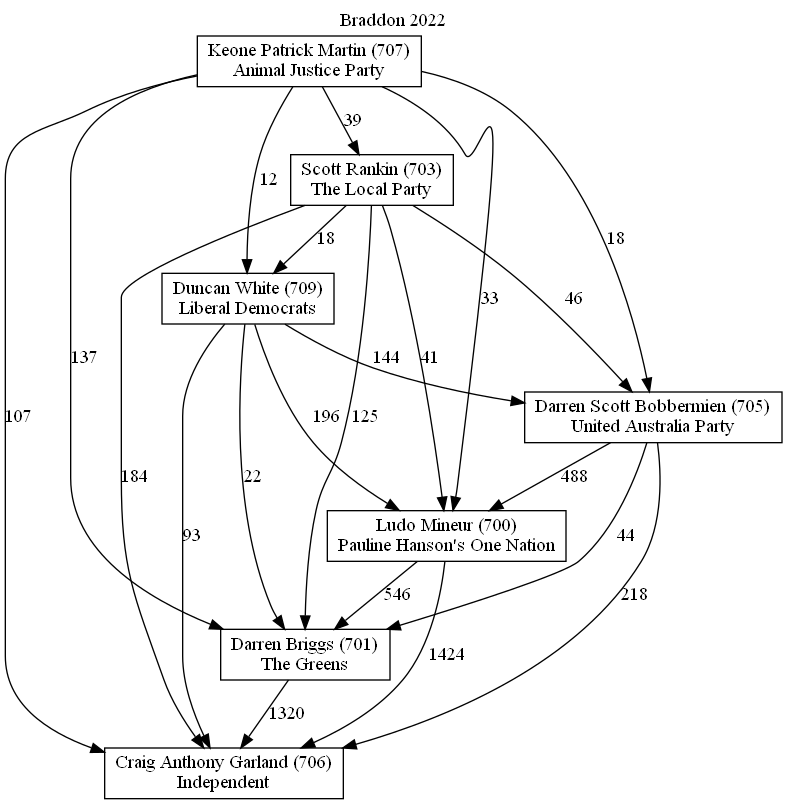 Braddon 2022
Keone Patrick Martin (707)
Animal Justice Party
39
Scott Rankin (703)
The Local Party
12
18
18
Duncan White (709)
Liberal Democrats
33
46
137
144
41
107
196
125
Darren Scott Bobbermien (705)
United Australia Party
184
22
488
93
Ludo Mineur (700)
Pauline Hanson's One Nation
44
546
218
Darren Briggs (701)
The Greens
1424
1320
Craig Anthony Garland (706)
Independent